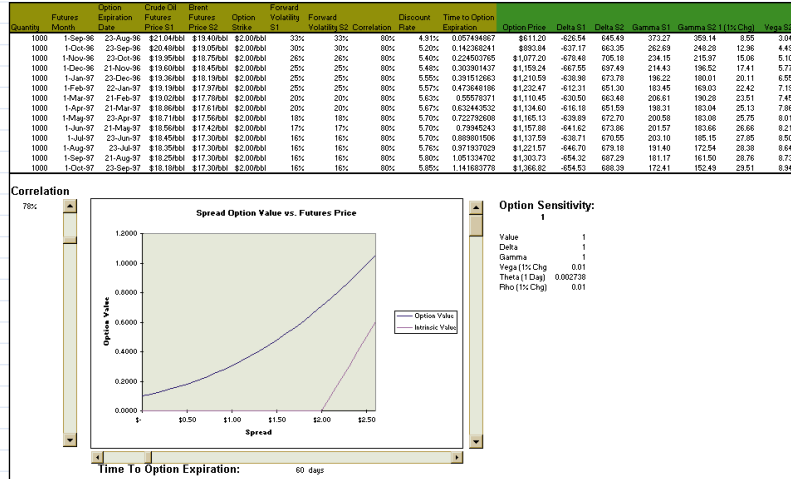 Option Crude Oil Brent Forward
Futures Expiration Futures Futures Option Volatility Forward Discount Time to Option
Quantity Month Date Price S1 Price S2 Strike S1 Volatility S2 Correlation Rate Expiration Option Price Delta S1 Delta S2 Gamma S1 Gamma S2 1 (1% Chg) Vega S2
1000 1-Sep-96 23-Aug-96 $21.04/bbl $19.40/bbl $2.00/bbl 33% 33% 80% 4.91% 0.057494867 $611.20 -626.54 645.49 373.27 359.14 8.55 3.04
1000 1-Oct-96 23-Sep-96 $20.48/bbl $19.05/bbl $2.00/bbl 30% 30% 80% 5.20% 0.142368241 $893.84 -637.17 663.35 262.69 248.28 12.96 4.49
1000 1-Nov-96 23-Oct-96 $19.95/bbl $18.75/bbl $2.00/bbl 26% 26% 80% 5.40% 0.224503765 $1,077.20 -678.48 705.18 234.15 215.97 15.06 5.10
1000 1-Dec-96 21-Nov-96 $19.60/bbl $18.45/bbl $2.00/bbl 25% 25% 80% 5.48% 0.303901437 $1,159.24 -667.55 697.49 214.43 196.52 17.41 5.77
1000 1-Jan-97 23-Dec-96 $19.36/bbl $18.19/bbl $2.00/bbl 25% 25% 80% 5.55% 0.391512663 $1,210.59 -638.98 673.78 196.22 180.01 20.11 6.55
1000 1-Feb-97 22-Jan-97 $19.19/bbl $17.97/bbl $2.00/bbl 25% 25% 80% 5.57% 0.473648186 $1,232.47 -612.31 651.30 183.45 169.03 22.42 7.19
1000 1-Mar-97 21-Feb-97 $19.02/bbl $17.78/bbl $2.00/bbl 20% 20% 80% 5.63% 0.55578371 $1,110.45 -630.50 663.48 206.61 190.28 23.51 7.45
1000 1-Apr-97 21-Mar-97 $18.86/bbl $17.61/bbl $2.00/bbl 20% 20% 80% 5.67% 0.632443532 $1,134.60 -616.18 651.59 198.31 183.04 25.13 7.86
1000 1-May-97 23-Apr-97 $18.71/bbl $17.56/bbl $2.00/bbl 18% 18% 80% 5.70% 0.722792608 $1,165.13 -639.89 672.70 200.58 183.08 25.75 8.01
1000 1-Jun-97 21-May-97 $18.56/bbl $17.42/bbl $2.00/bbl 17% 17% 80% 5.70% 0.79945243 $1,157.88 -641.62 673.86 201.57 183.66 26.66 8.21
1000 1-Jul-97 23-Jun-97 $18.45/bbl $17.30/bbl $2.00/bbl 16% 16% 80% 5.70% 0.889801506 $1,137.59 -638.71 670.55 203.10 185.15 27.85 8.50
1000 1-Aug-97 23-Jul-97 $18.35/bbl $17.30/bbl $2.00/bbl 16% 16% 80% 5.76% 0.971937029 $1,221.57 -646.70 679.18 191.40 172.54 28.38 8.64
1000 1-Sep-97 21-Aug-97 $18.25/bbl $17.30/bbl $2.00/bbl 16% 16% 80% 5.80% 1.051334702 $1,303.73 -654.32 687.29 181.17 161.50 28.76 8.73
1000 1-Oct-97 23-Sep-97 $18.18/bbl $17.30/bbl $2.00/bbl 16% 16% 80% 5.85% 1.141683778 $1,366.82 -654.53 688.39 172.41 152.49 29.51 8.94
Correlation
78%
Spread Option Value vs. Futures Price
Option Value
1.2000
1.0000
0.8000
0.6000
0.4000
0.2000
0.0000
$- $0.50 $1.00 $1.50 $2.00 $2.50
Spread
Option Value
Intrinsic Value
Time To Option Expiration: 60 days
Option Sensitivity:
1
Value 1
Delta 1
Gamma 1
Vega (1% Chg 0.01
Theta (1 Day) 0.002738
Rho (1% Chg) 0.01